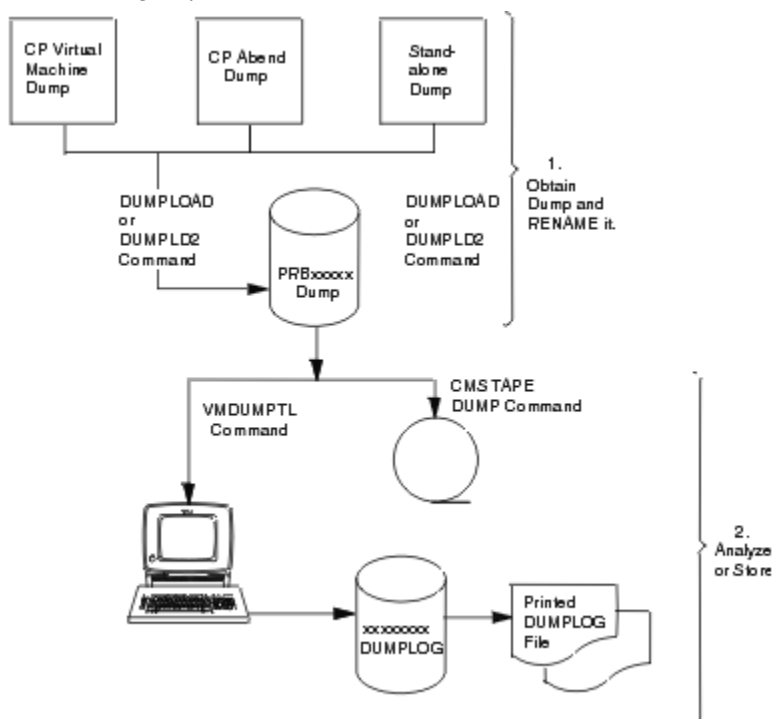 CP Virtual
Machine
Dump
CP Abend
Dump
Stand-
alone
Dump
1.
Obtain
Dump and
RENAME it.
DUMPLOAD
or
DUMPLD2
Command
DUMPLOAD
or
DUMPLD2
Command
PRBxxxxx
Dump
VMDUMPTL
Command
CMS TAPE
DUMP Command
2.
Analyze
or Store
xxxxxxxx
DUMPLOG
Printed
DUMPLOG
File